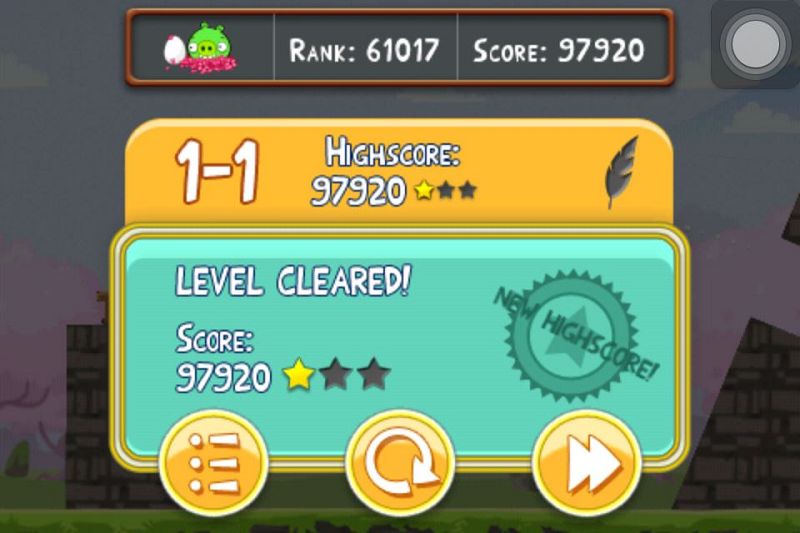 Rank: 61017
Score: 97920
1-1
Highscore:
97920
LEVEL CLEARED!
Score:
97920
NEW HIGHSCORE!